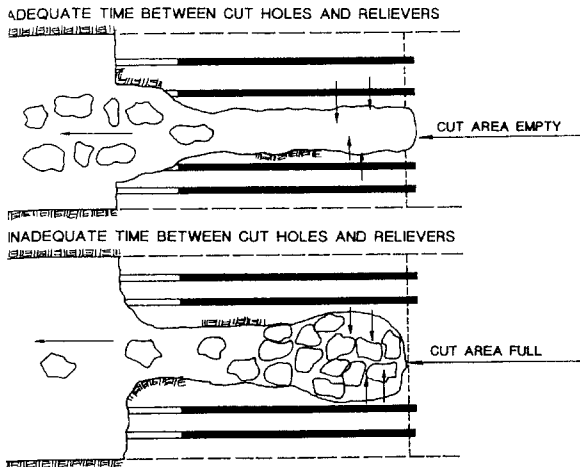 ADEQUATE TIME BETWEEN CUT HOLES AND RELIEVERS
CUT AREA EMPTY
INADEQUATE TIME BETWEEN CUT HOLES AND RELIEVERS
CUT AREA FULL